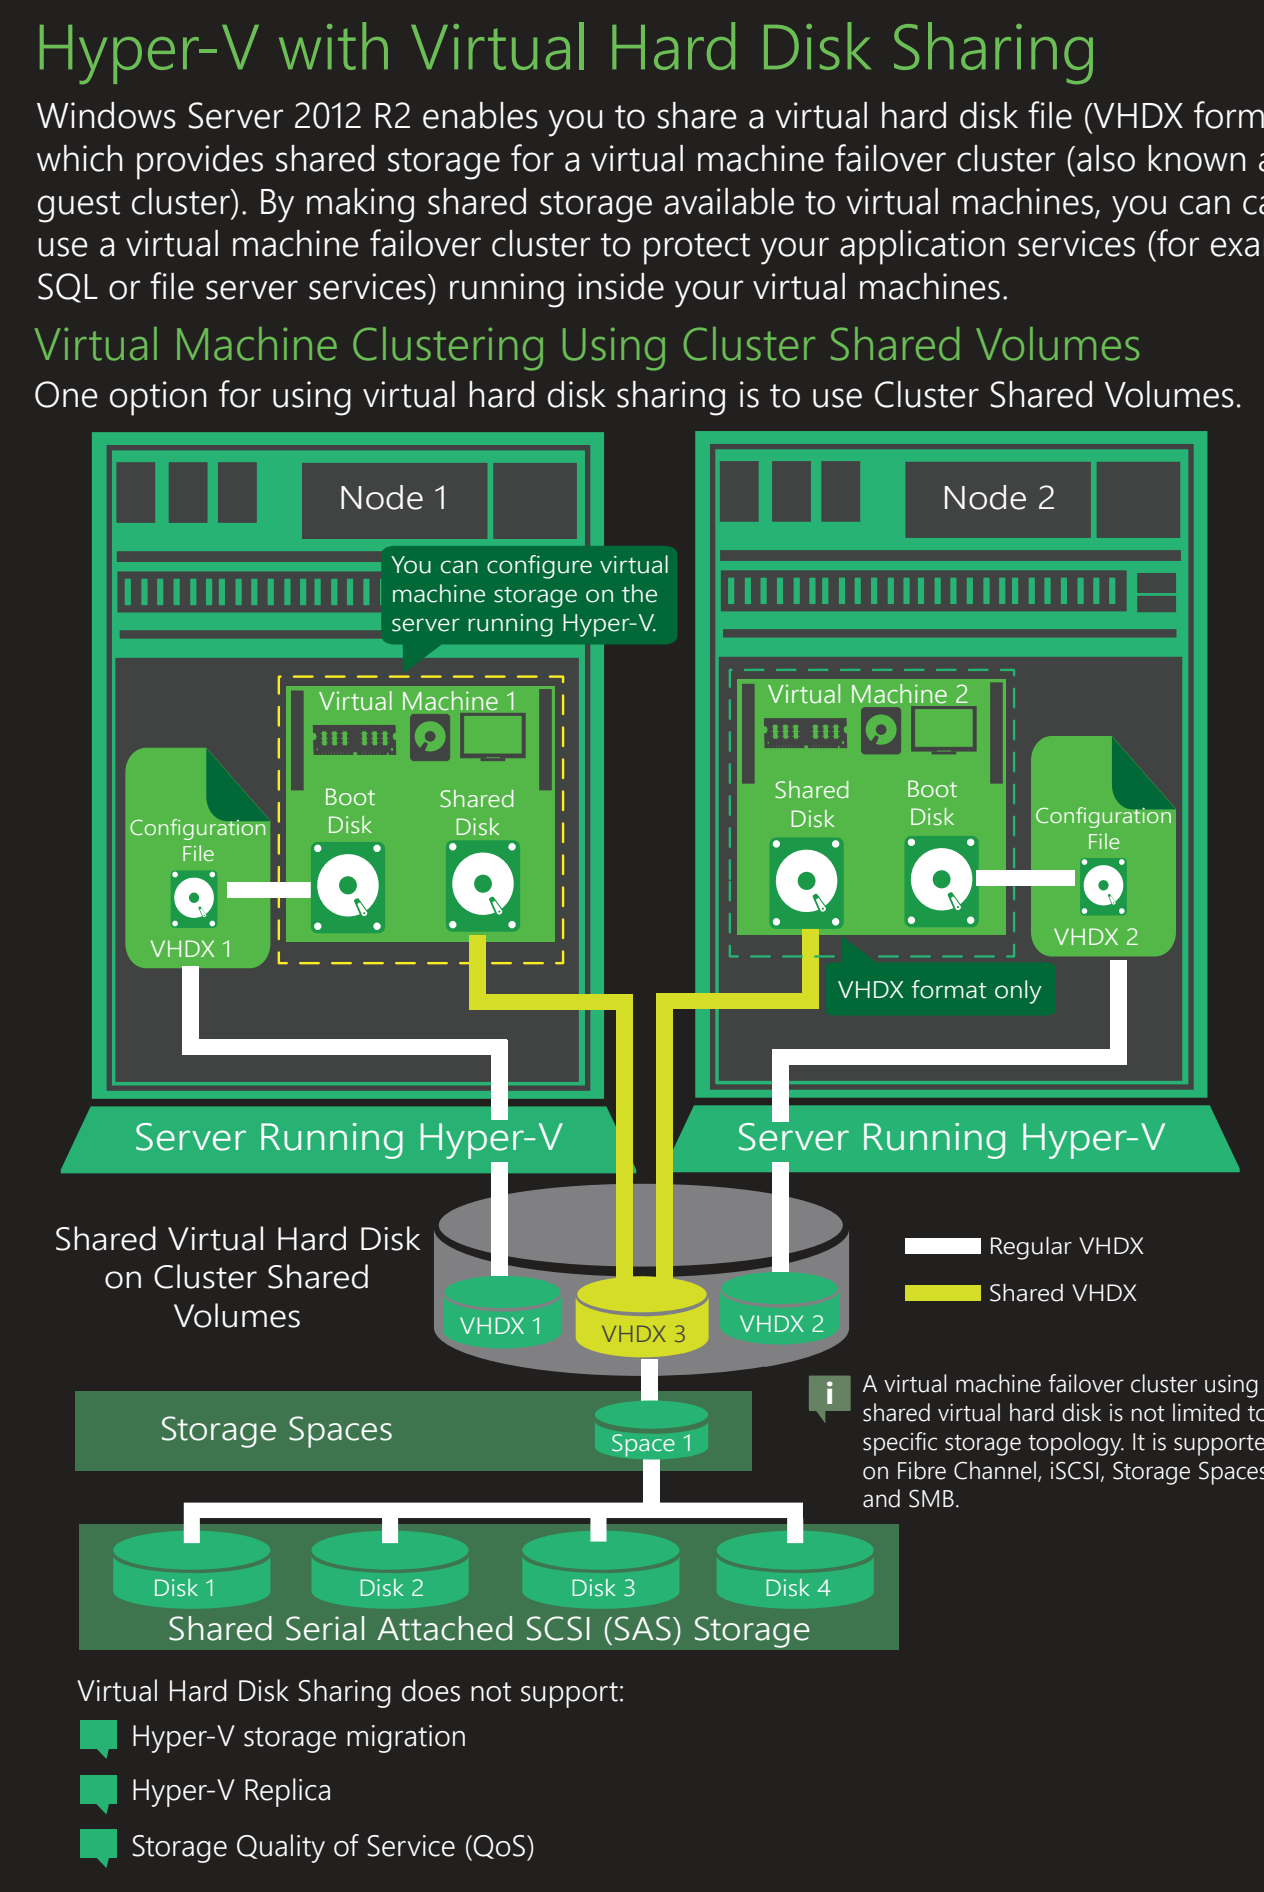 Hyper-V with Virtual Hard Disk Sharing
Windows Server 2012 R2 enables you to share a virtual hard disk file (VHDX form
which provides shared storage for a virtual machine failover cluster (also known a
guest cluster). By making shared storage available to virtual machines, you can ca
use a virtual machine failover cluster to protect your application services (for exa
SQL or file server services) running inside your virtual machines.
Virtual Machine Clustering Using Cluster Shared Volumes
One option for using virtual hard disk sharing is to use Cluster Shared Volumes.
Node 1
You can configure virtual
machine storage on the
server running Hyper-V.
Virtual Machine 1
Boot
Disk
Shared
Disk
Configuration
File
VHDX 1
Server Running Hyper-V
Node 2
Virtual Machine 2
Shared
Disk
Boot
Disk
Configuration
File
VHDX 2
VHDX format only
Server Running Hyper-V
Shared Virtual Hard Disk
on Cluster Shared
Volumes
VHDX 1
VHDX 3
VHDX 2
Regular VHDX
Shared VHDX
Storage Spaces
Space 1
i
A virtual machine failover cluster using
shared virtual hard disk is not limited to
specific storage topology. It is supporte
on Fibre Channel, iSCSI, Storage Spaces
and SMB.
Disk 1
Disk 2
Disk 3
Disk 4
Shared Serial Attached SCSI (SAS) Storage
Virtual Hard Disk Sharing does not support:
Hyper-V storage migration
Hyper-V Replica
Storage Quality of Service (QoS)